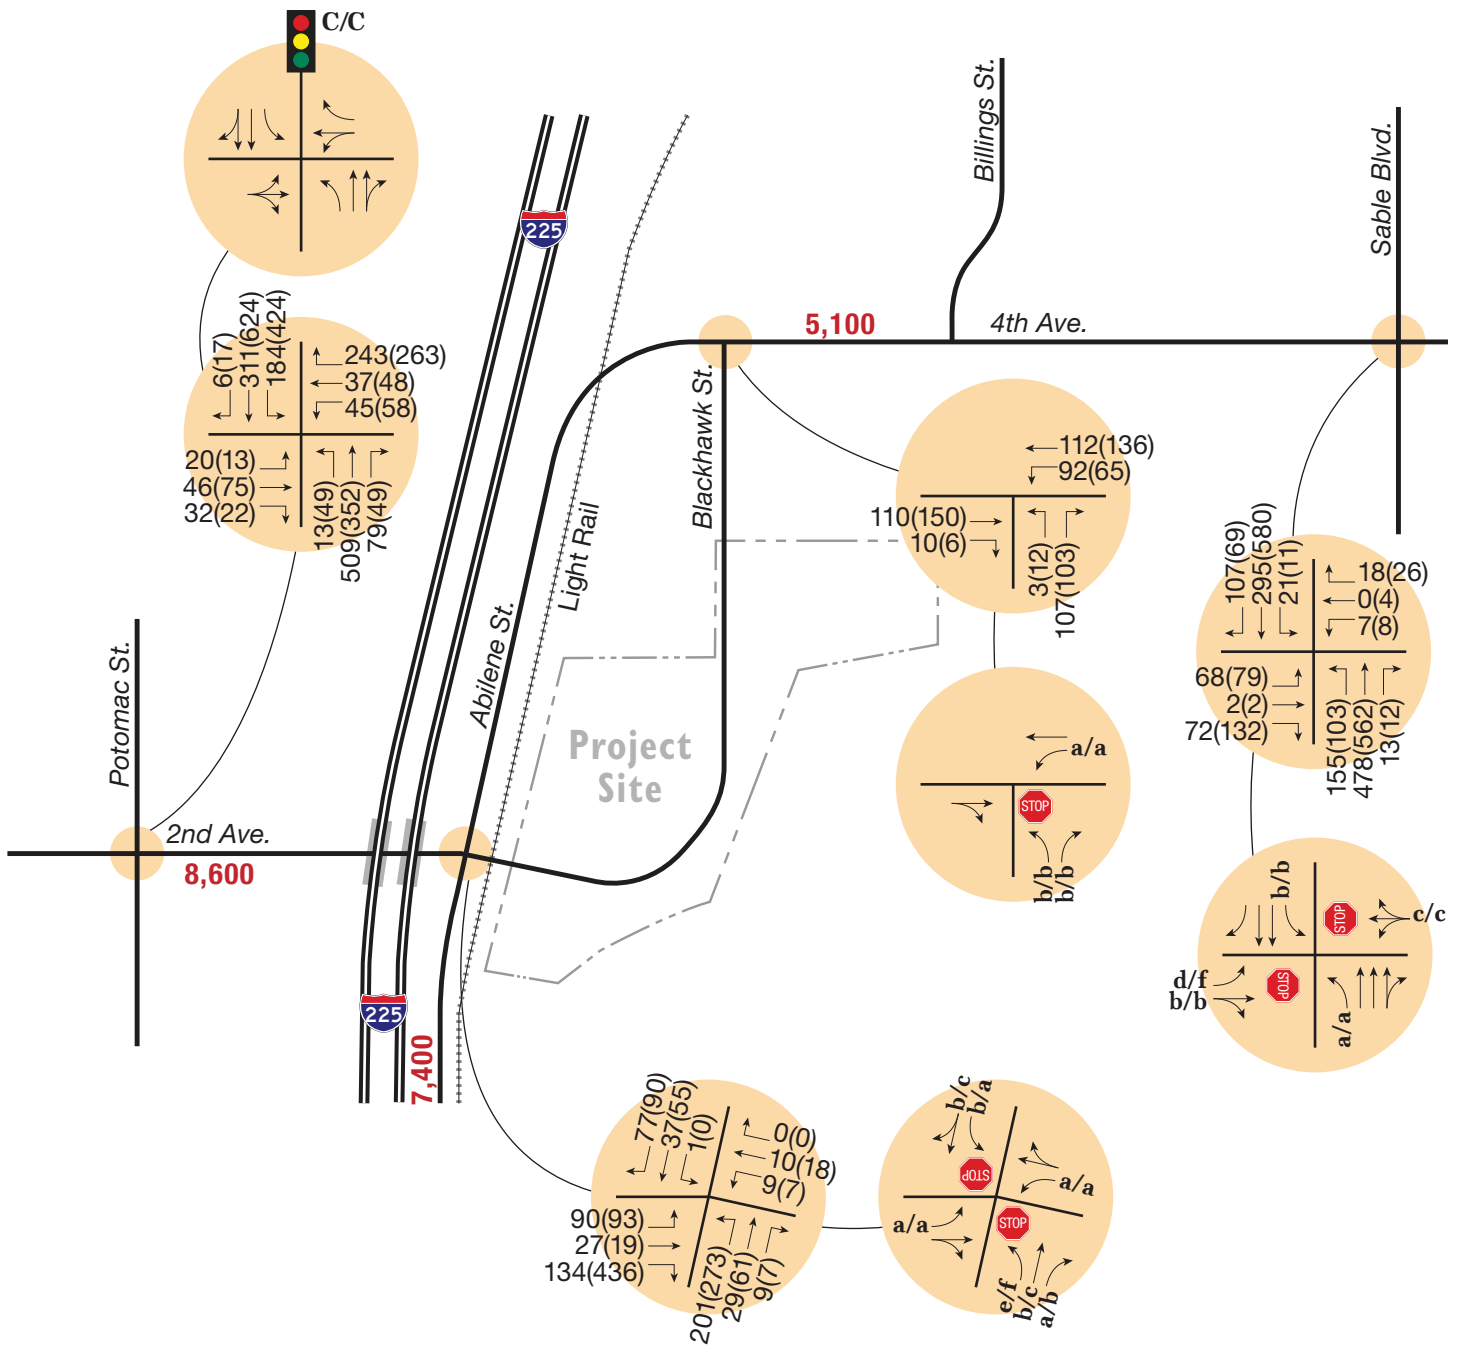 C/C
6(17)
311(624)
184(424)
243(263)
37(48)
45(58)
20(13)
46(75)
32(22)
13(49)
509(352)
79(49)
225
Billings St.
Sable Blvd.
5,100
4th Ave.
Blackhawk St.
Light Rail
Abilene St.
Potomac St.
2nd Ave.
8,600
Project
Site
225
7,400
112(136)
92(65)
110(150)
10(6)
3(12)
107(103)
a/a
STOP
b/b
b/b
107(69)
295(580)
21(11)
18(26)
0(4)
7(8)
68(79)
2(2)
72(132)
155(103)
478(562)
13(12)
b/b
STOP
c/c
d/f
b/b
STOP
a/a
77(90)
37(55)
1(0)
0(0)
10(18)
9(7)
90(93)
27(19)
134(436)
201(273)
29(61)
9(7)
b/c
b/a
STOP
a/a
a/a
STOP
e/f
b/c
a/b